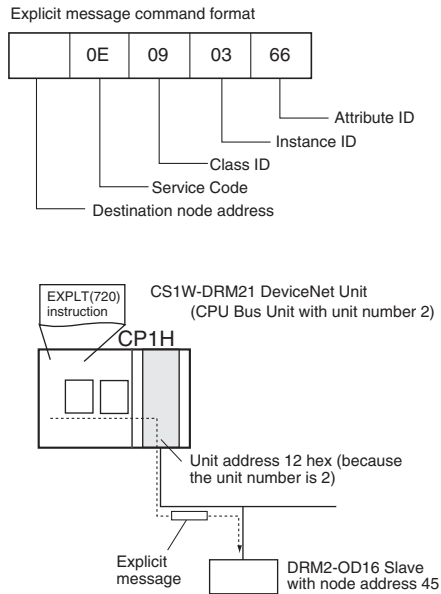 Explicit message command format
0E 09 03 66
Attribute ID
Instance ID
Class ID
Service Code
Destination node address
EXPLT(720)
instruction
CS1W-DRM21 DeviceNet Unit
(CPU Bus Unit with unit number 2)
CP1H
Unit address 12 hex (because
the unit number is 2)
Explicit
message
DRM2-OD16 Slave
with node address 45